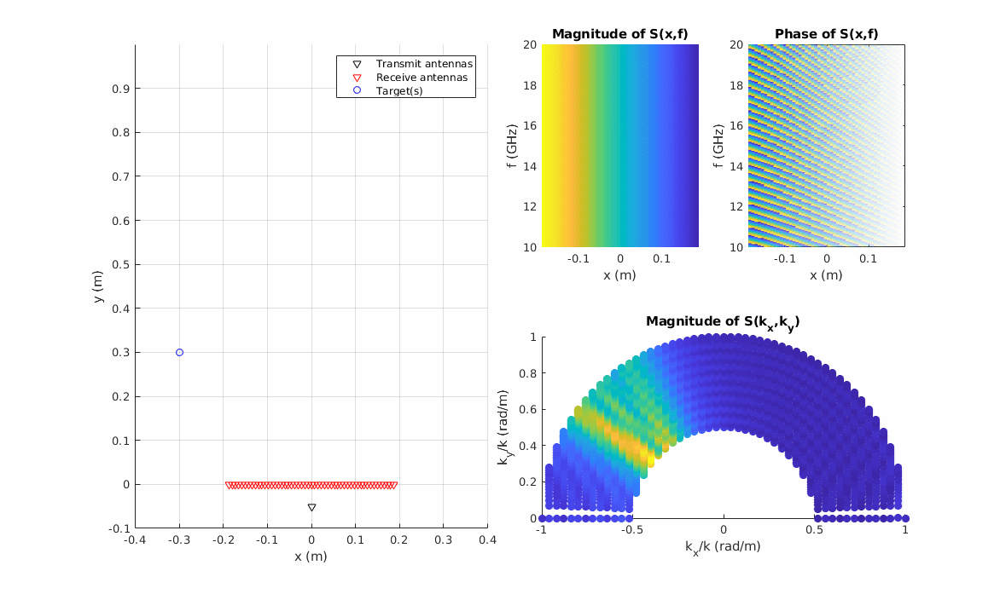 Transmit antennas
Receive antennas
Target(s)
0.9
0.8
0.7
0.6
0.5
0.4
0.3
0.2
0.1
0
-0.1
-0.4 -0.3 -0.2 -0.1 0 0.1 0.2 0.3 0.4
x (m)
y (m)
Magnitude of S(x,f)
20
18
16
14
12
10
-0.1 0 0.1
x (m)
f (GHz)
Phase of S(x,f)
20
18
16
14
12
10
-0.1 0 0.1
x (m)
f (GHz)
Magnitude of S(kx,ky)
1
0.8
0.6
0.4
0.2
0
-1 -0.5 0 0.5 1
kx/k (rad/m)
ky/k (rad/m)